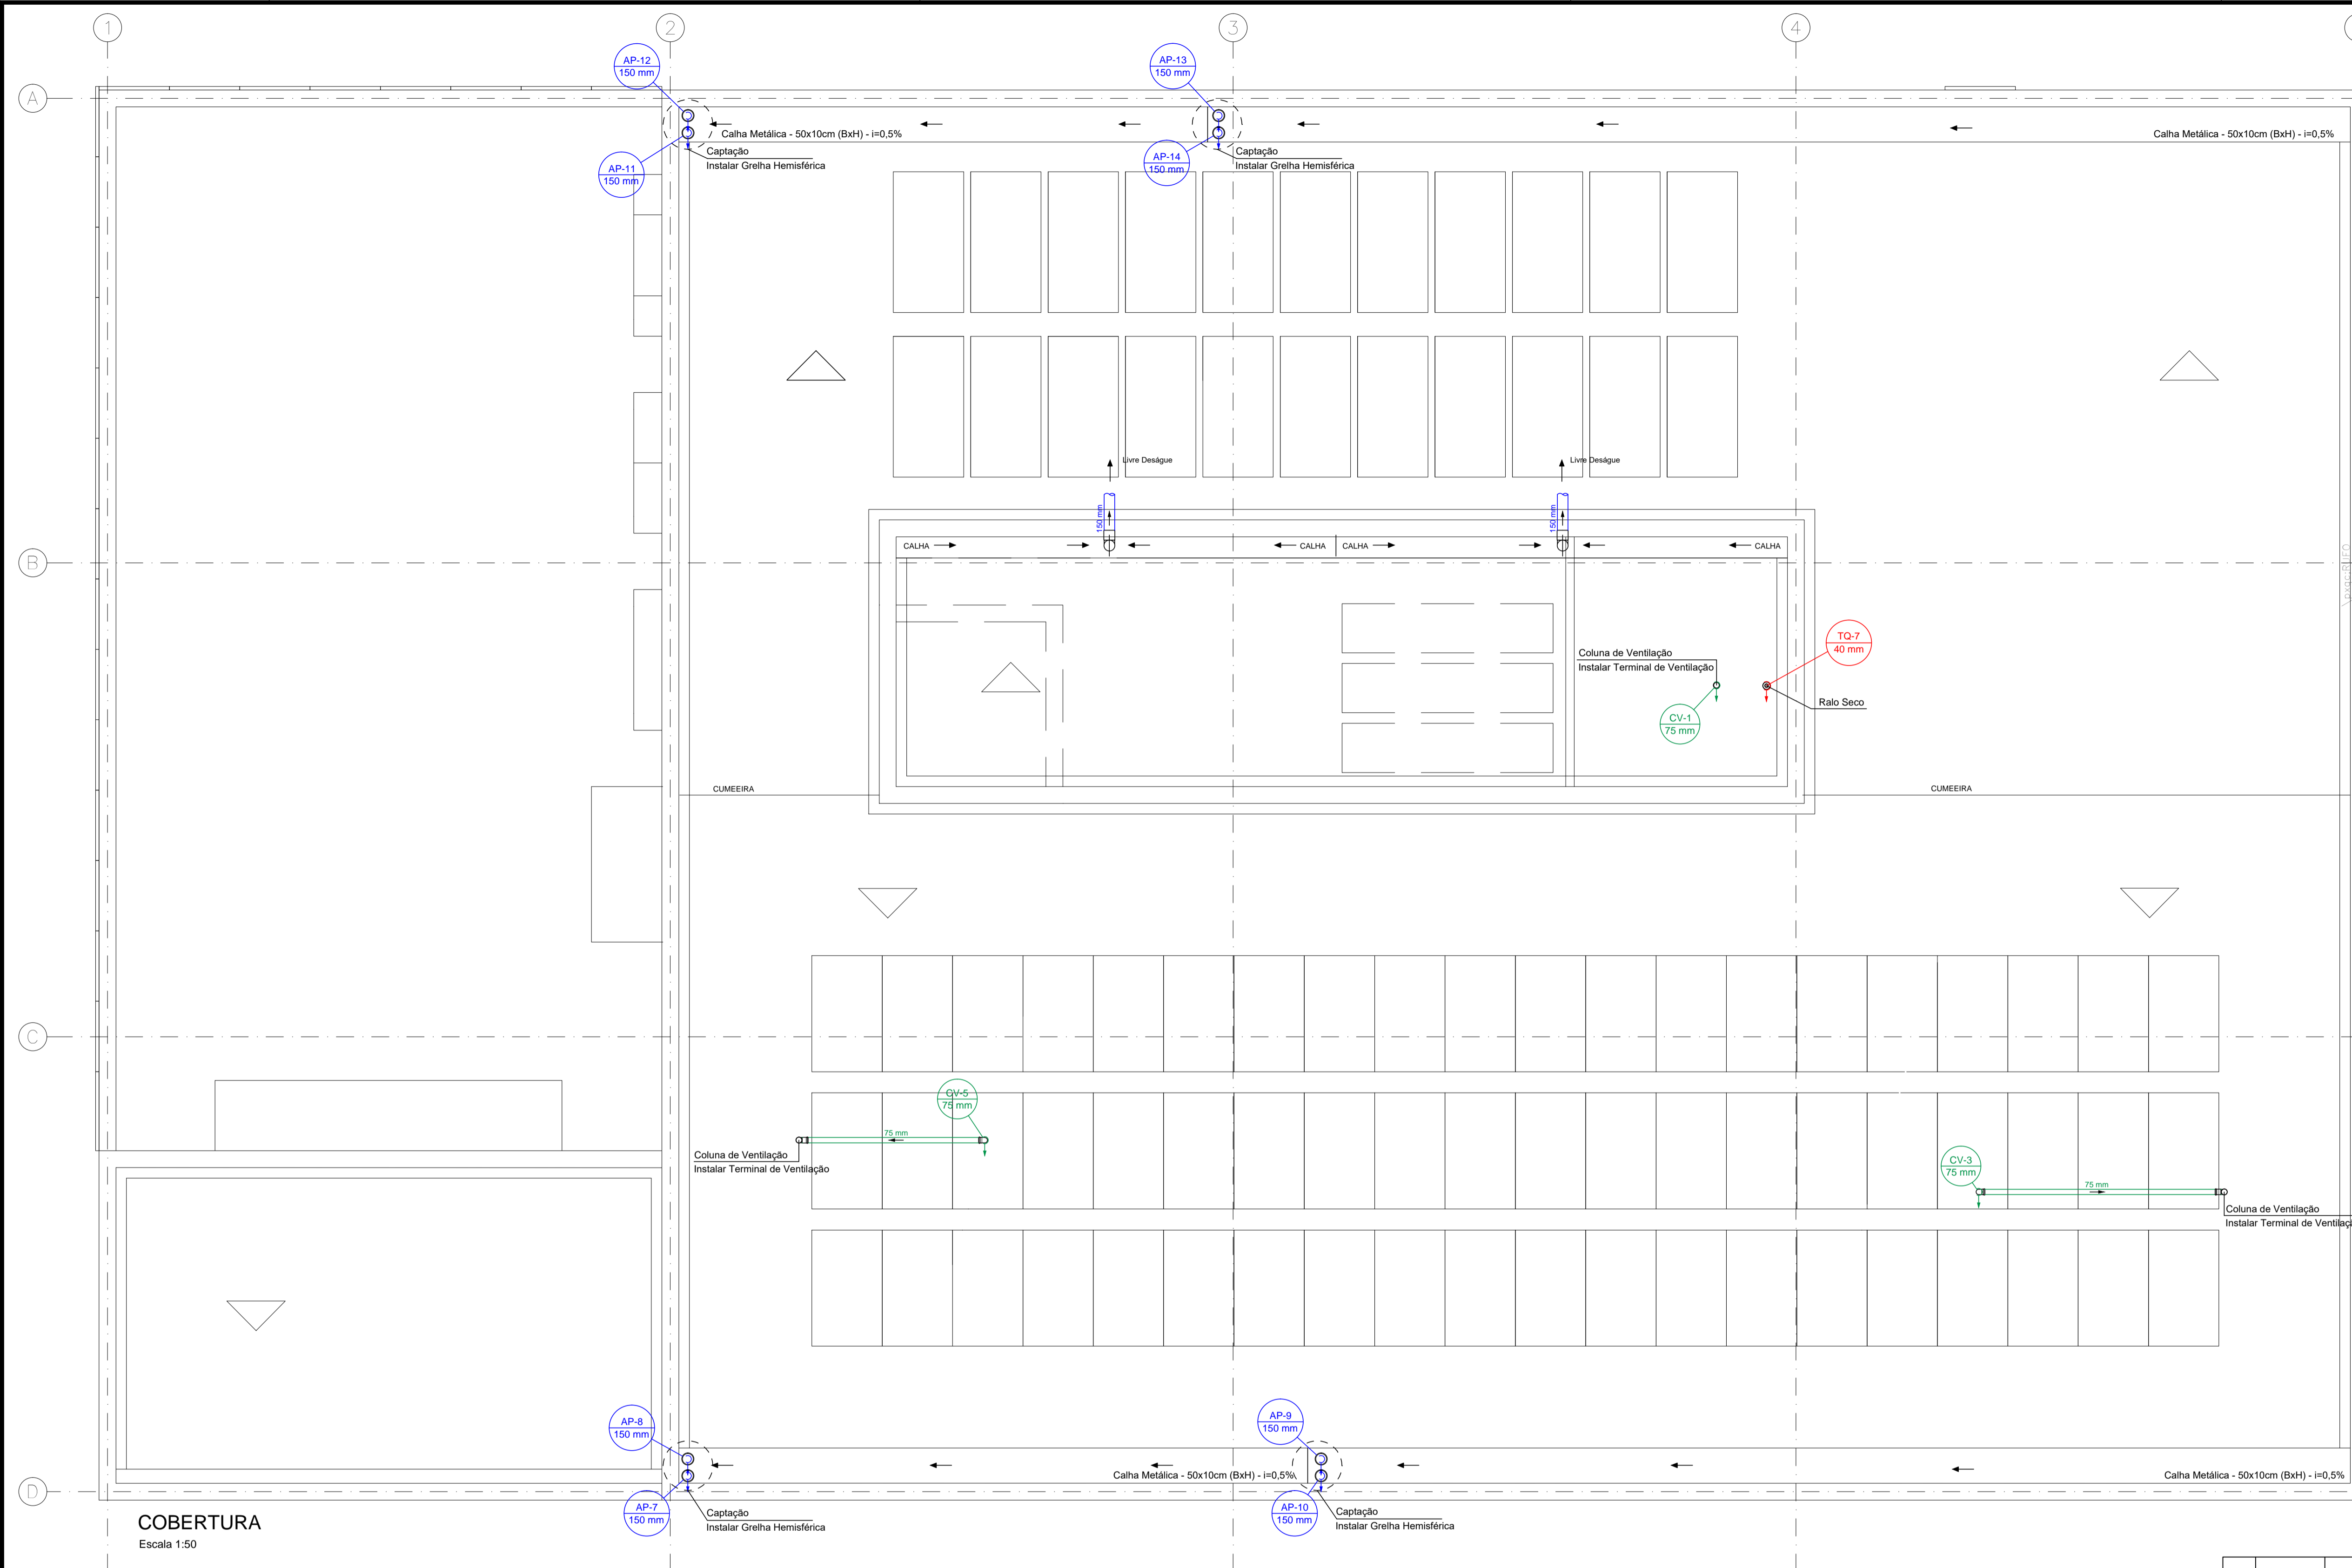 1
2
3
4
AP-12
150 mm
AP-13
150 mm
A
Calha Metálica - 50x10cm (BxH) - i=0,5%
Calha Metálica - 50x10cm (BxH) - i=0,5%
Captação
Instalar Grelha Hemisférica
AP-11
150 mm
AP-14
150 mm
Captação
Instalar Grelha Hemisférica
Livre Deságue
Livre Deságue
150 mm
150 mm
CALHA
CALHA
CALHA
CALHA
B
TQ-7
40 mm
Coluna de Ventilação
Instalar Terminal de Ventilação
Ralo Seco
CV-1
75 mm
CUMEEIRA
CUMEEIRA
C
CV-5
75 mm
75 mm
Coluna de Ventilação
Instalar Terminal de Ventilação
CV-3
75 mm
75 mm
Coluna de Ventilação
Instalar Terminal de
AP-8
150 mm
AP-9
150 mm
Calha Metálica - 50x10cm (BxH) - i=0,5%
Calha Metálica - 50x10cm (BxH) - i=0,5%
D
AP-7
150 mm
Captação
Instalar Grelha Hemisférica
AP-10
150 mm
Captação
Instalar Grelha Hemisférica
COBERTURA
Escala 1:50